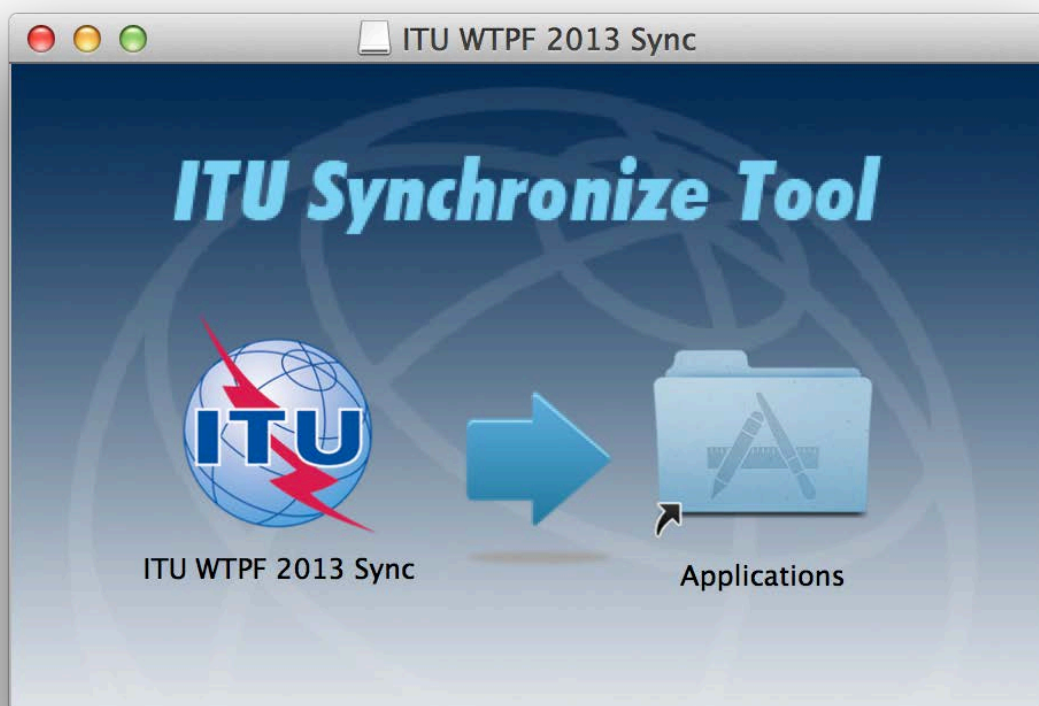 ITU WTPF 2013 Sync
ITU Synchronize Tool
ITU
ITU WTPF 2013 Sync
Applications